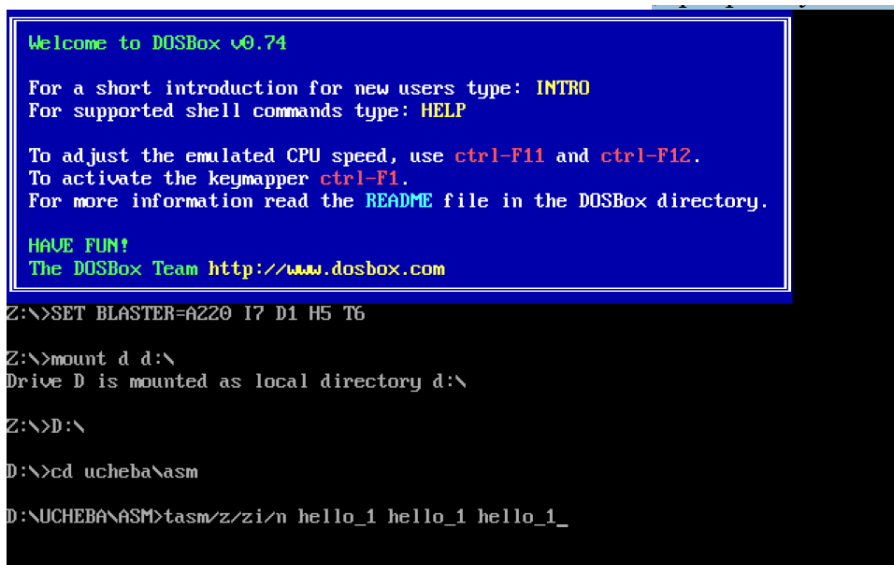 Welcome to DOSBox v0.74
For a short introduction for new users type: INTRO
For supported shell commands type: HELP
To adjust the emulated CPU speed, use ctrl-F11 and ctrl-F12.
To activate the keymapper ctrl-F1.
For more information read the README file in the DOSBox directory.
HAVE FUN!
The DOSBox Team http://www.dosbox.com
Z:\>SET BLASTER=A220 I7 D1 H5 T6
Z:\>mount d d:\
Drive D is mounted as local directory d:\
Z:\>D:\
D:\>cd ucheba\asm
D:\UCHEBA\ASM>tasm/z/zi/n hello_1 hello_1 hello_1_